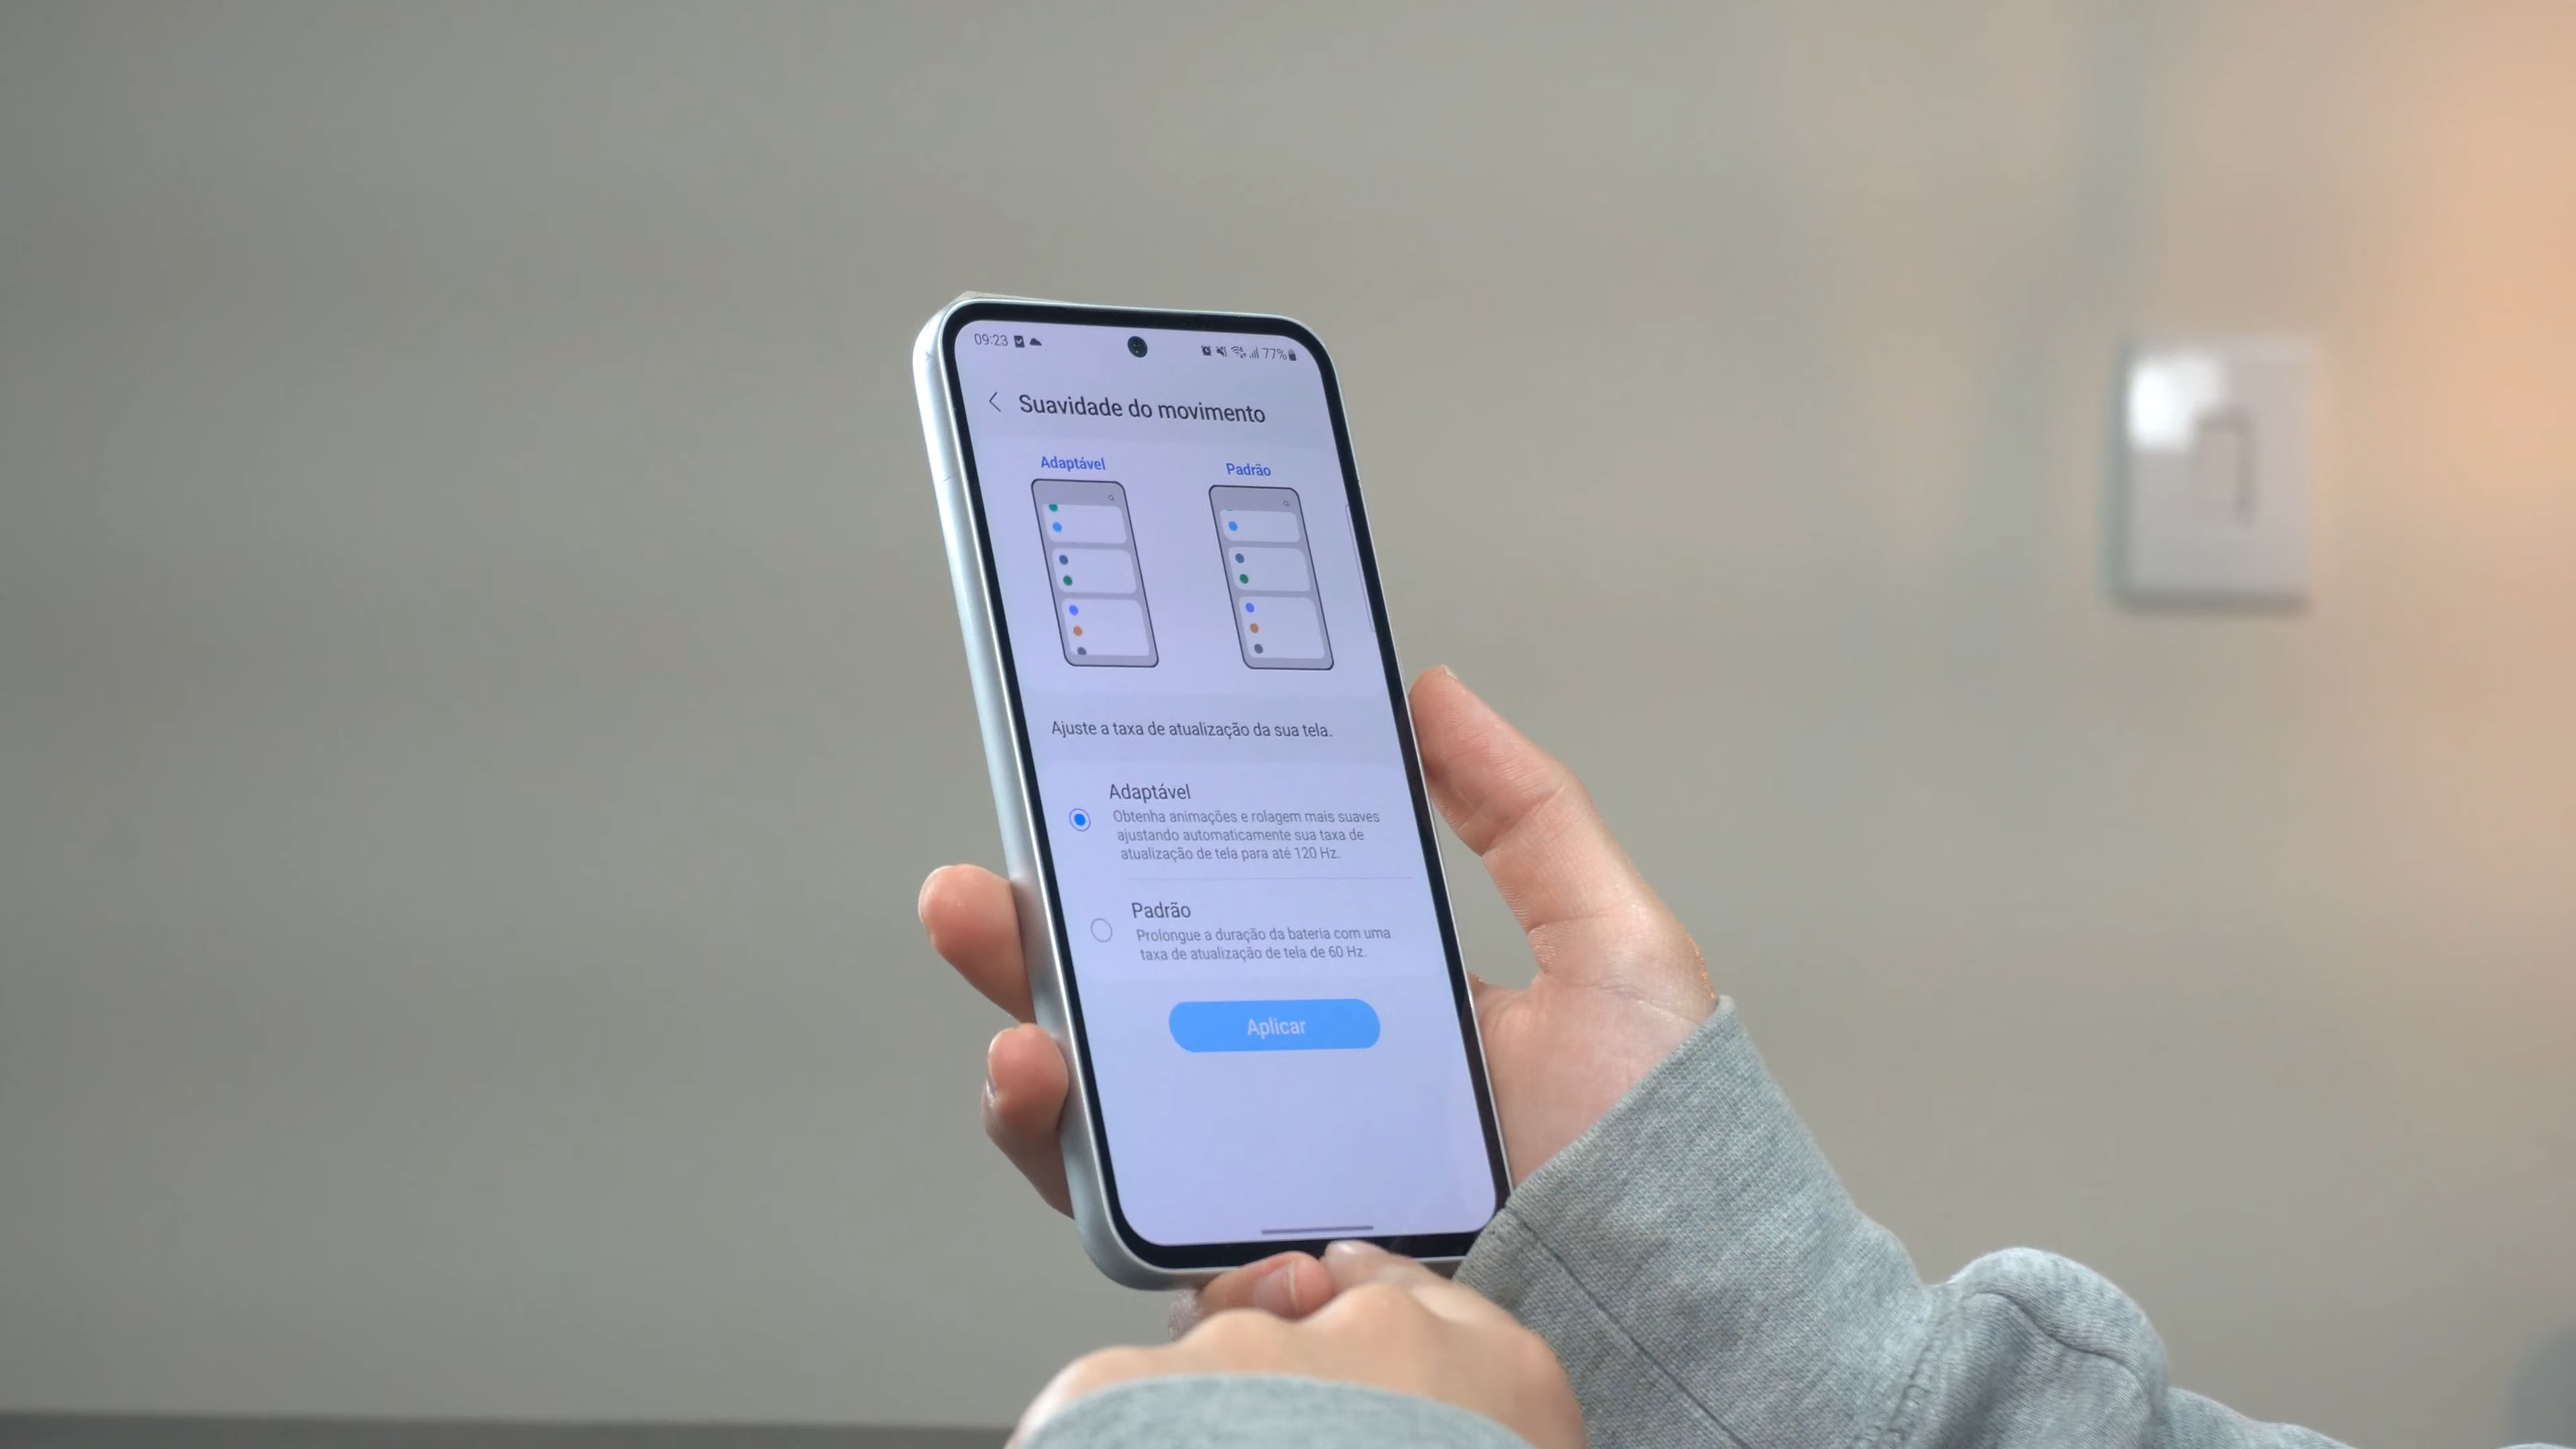 09:23
77%
Suavidade do movimento
Adaptável
Padrão
Ajuste a taxa de atualização da sua tela.
Adaptável
Obtenha animações e rolagem mais suaves
ajustando automaticamente sua taxa de
atualização de tela para até 120 Hz.
Padrão
Prolongue a duração da bateria com uma
taxa de atualização de tela de 60 Hz.
Aplicar